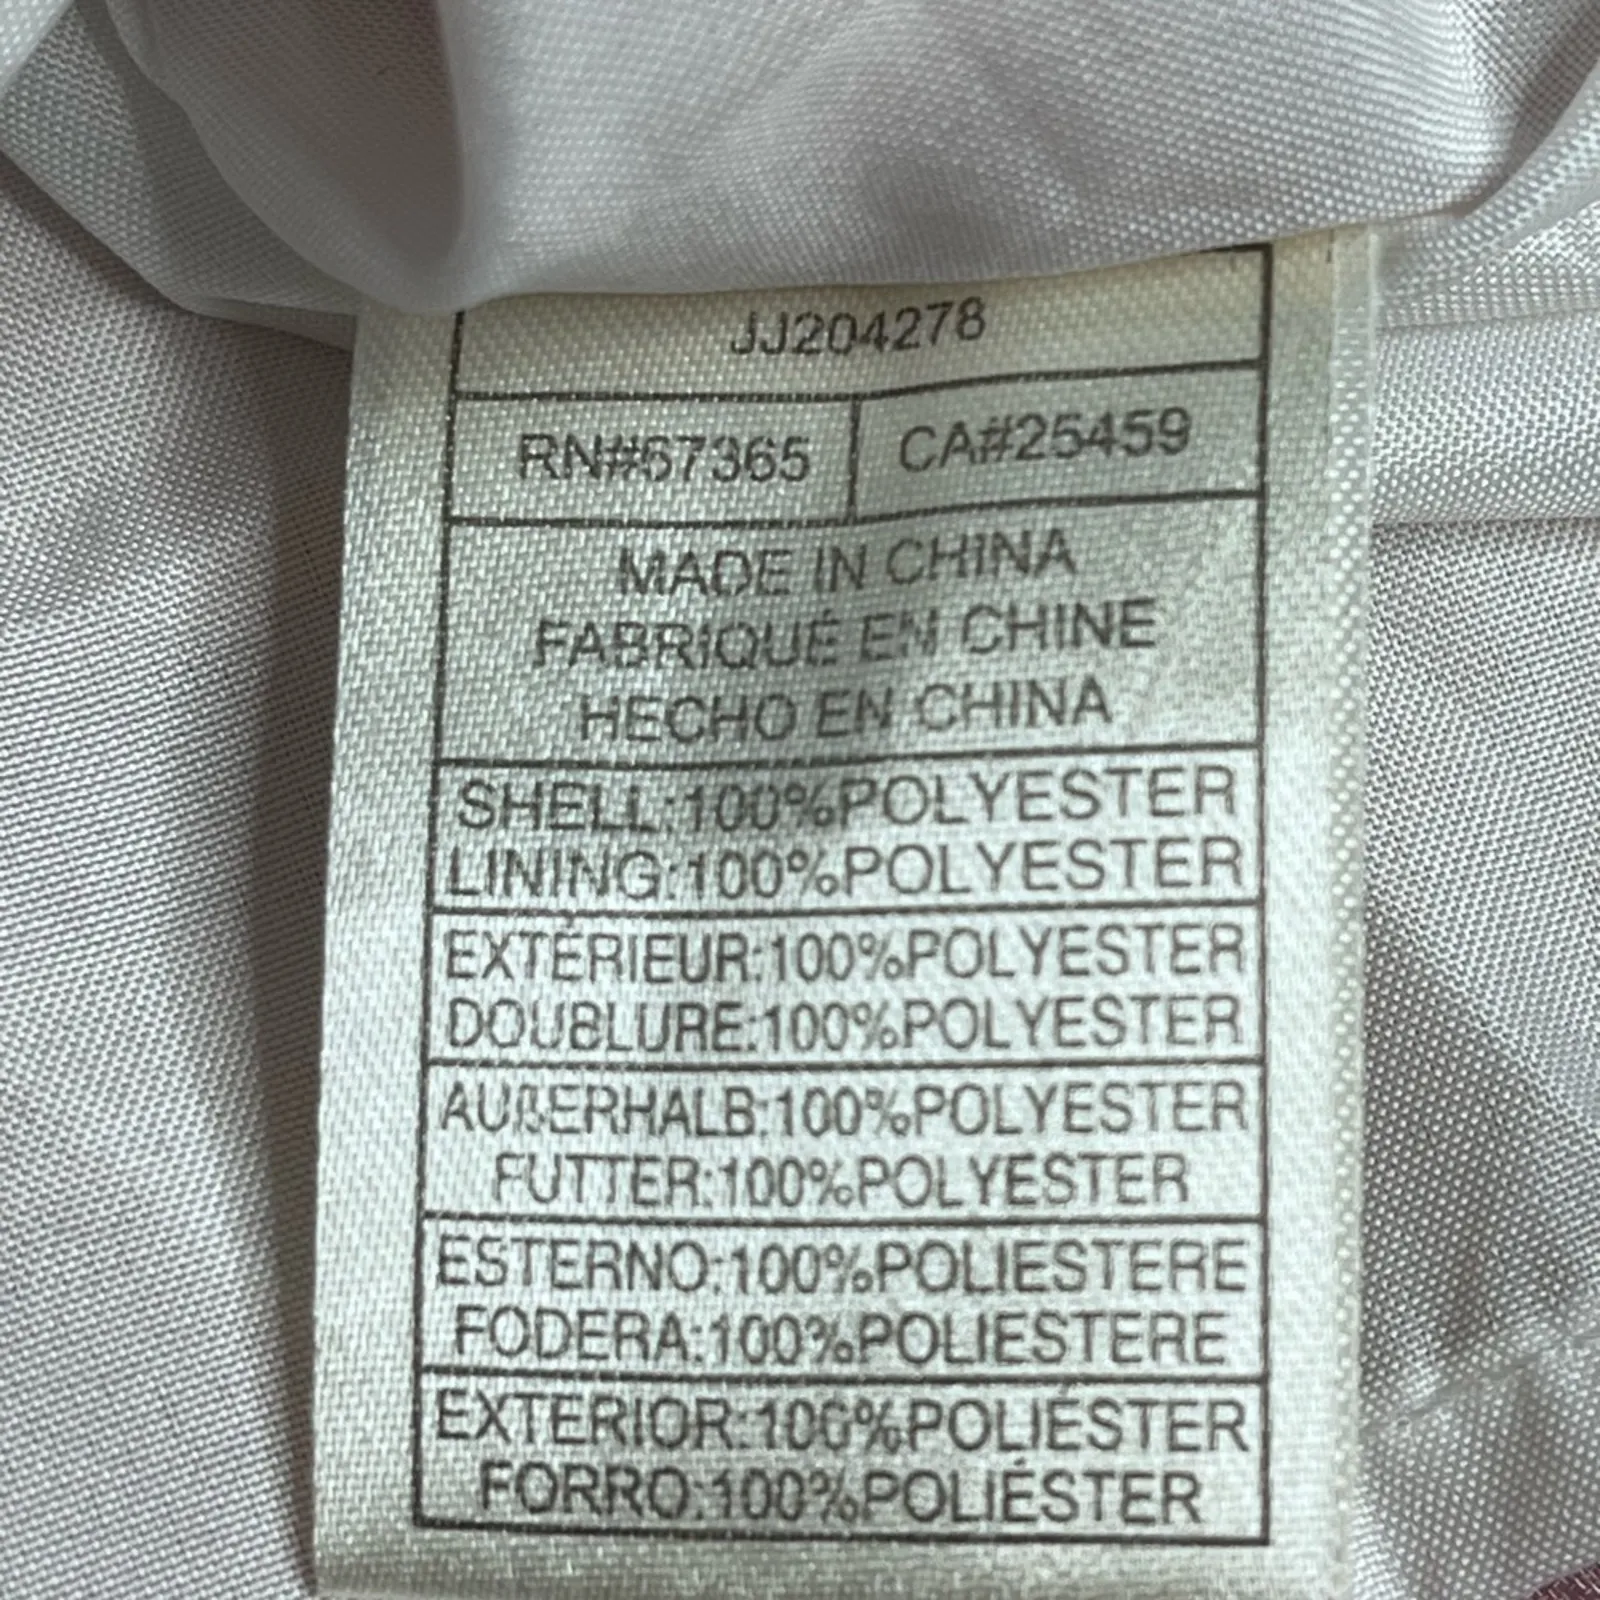 JJ204278
RN#67365 CA#25459
MADE IN CHINA
FABRIQUÉ EN CHINE
HECHO EN CHINA
SHELL:100%POLYESTER
LINING:100%POLYESTER
EXTÉRIEUR:100%POLYESTER
DOUBLURE:100%POLYESTER
AUßERHALB:100%POLYESTER
FUTTER:100%POLYESTER
ESTERNO:100%POLIESTERE
FODERA:100%POLIESTERE
EXTERIOR:100%POLIÉSTER
FORRO:100%POLIÉSTER